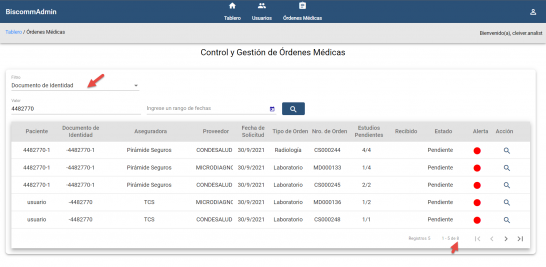 BiscommAdmin
Tablero Usuarios Órdenes Médicas
Tablero / Órdenes Médicas Bienvenido(a), cleiver.analist
Control y Gestión de Órdenes Médicas
Filtro
Documento de Identidad
Valor
4482770 Ingrese un rango de fechas
Paciente Documento de Identidad Aseguradora Proveedor Fecha de Solicitud Tipo de Orden Nro. de Orden Estudios Pendientes Recibido Estado Alerta Acción
4482770-1 -4482770-1 Pirámide Seguros CONDESALUD 30/9/2021 Radiología CS000244 4/4 Pendiente
4482770-1 -4482770-1 Pirámide Seguros MICRODIAGNC 30/9/2021 Laboratorio MD000133 1/4 Pendiente
4482770-1 -4482770-1 Pirámide Seguros CONDESALUD 30/9/2021 Laboratorio CS000245 2/2 Pendiente
usuario -4482770 TCS MICRODIAGNC 30/9/2021 Laboratorio MD000136 1/2 Pendiente
usuario -4482770 TCS CONDESALUD 30/9/2021 Laboratorio CS000248 1/1 Pendiente
Registros 5 1 - 5 de 5